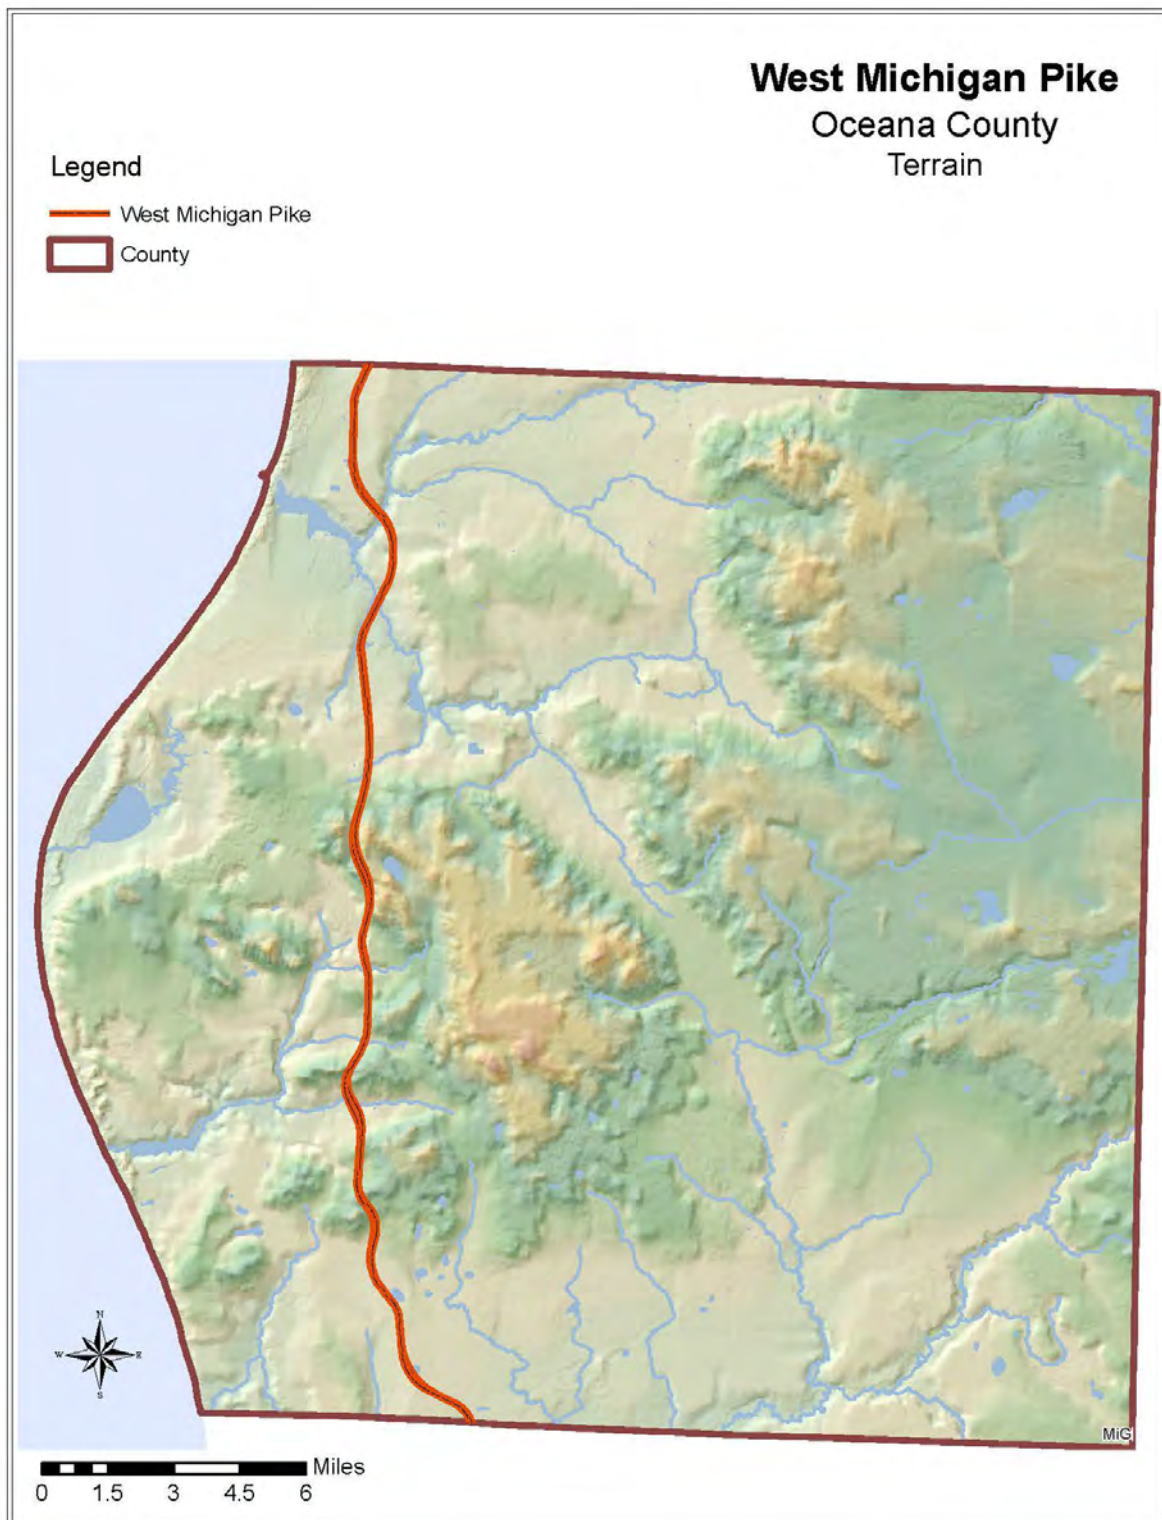 West Michigan Pike
Oceana County
Terrain
Legend
West Michigan Pike
County
N
W E
S
MiG
Miles
0 1.5 3 4.5 6